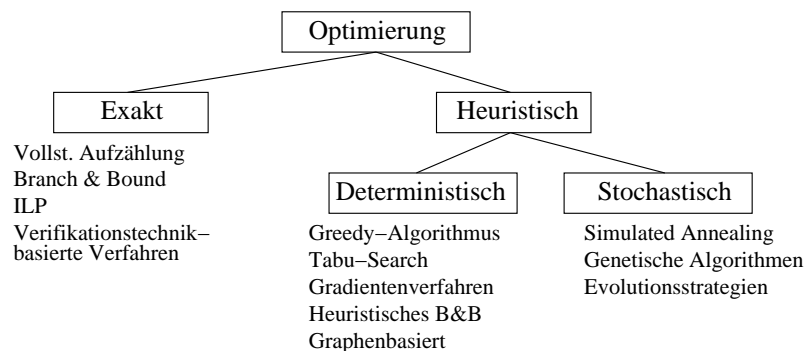 Optimierung
Exakt
Heuristisch
Vollst. Aufzählung
Branch & Bound
ILP
Verifikationstechnik–
basierte Verfahren
Deterministisch
Stochastisch
Greedy–Algorithmus
Tabu–Search
Gradientenverfahren
Heuristisches B&B
Graphenbasiert
Simulated Annealing
Genetische Algorithmen
Evolutionsstrategien